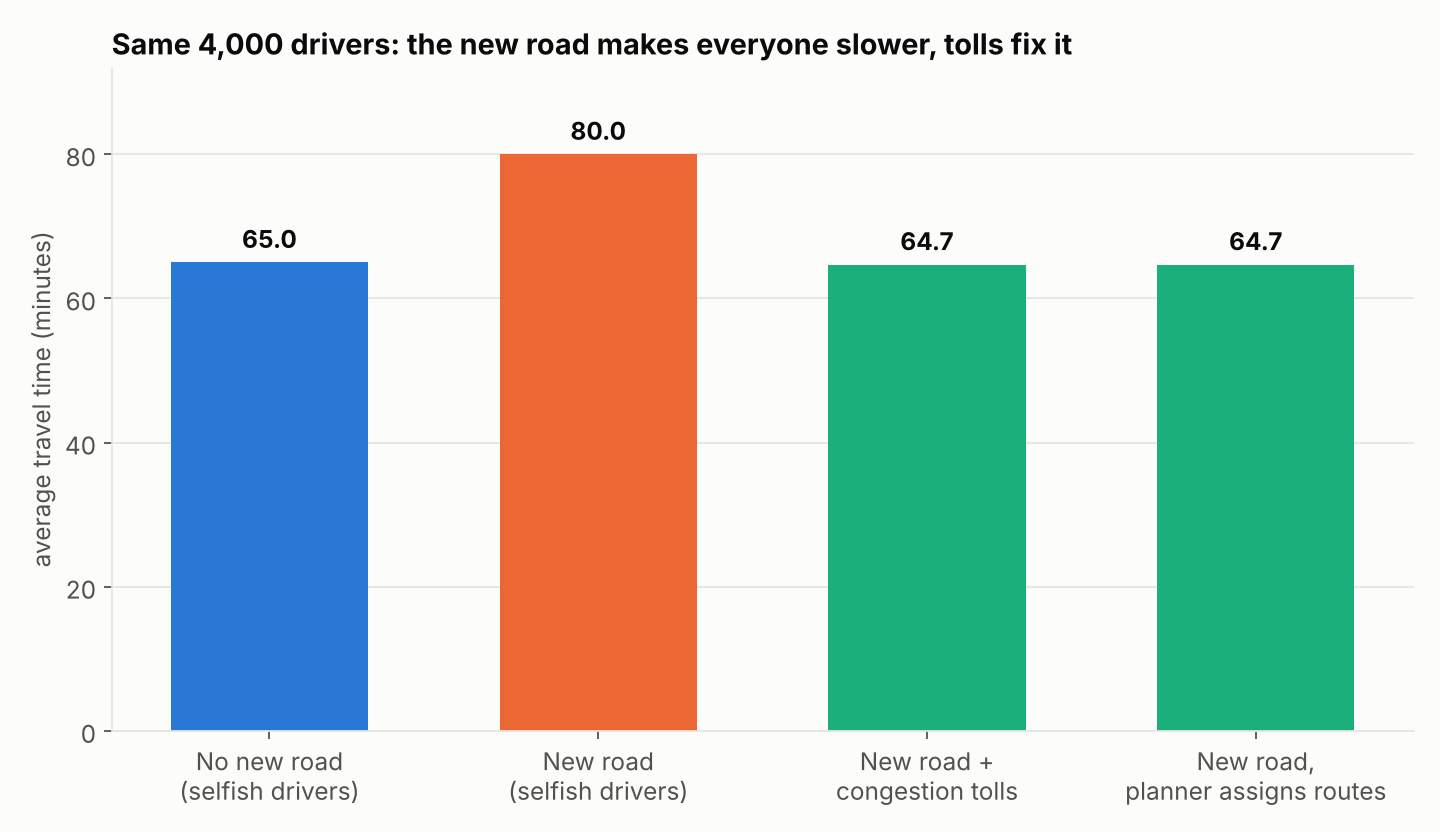 Same 4,000 drivers: the new road makes everyone slower, tolls fix it
average travel time (minutes)
80
60
40
20
0
65.0
80.0
64.7
64.7
No new road
(selfish drivers)
New road
(selfish drivers)
New road +
congestion tolls
New road,
planner assigns routes